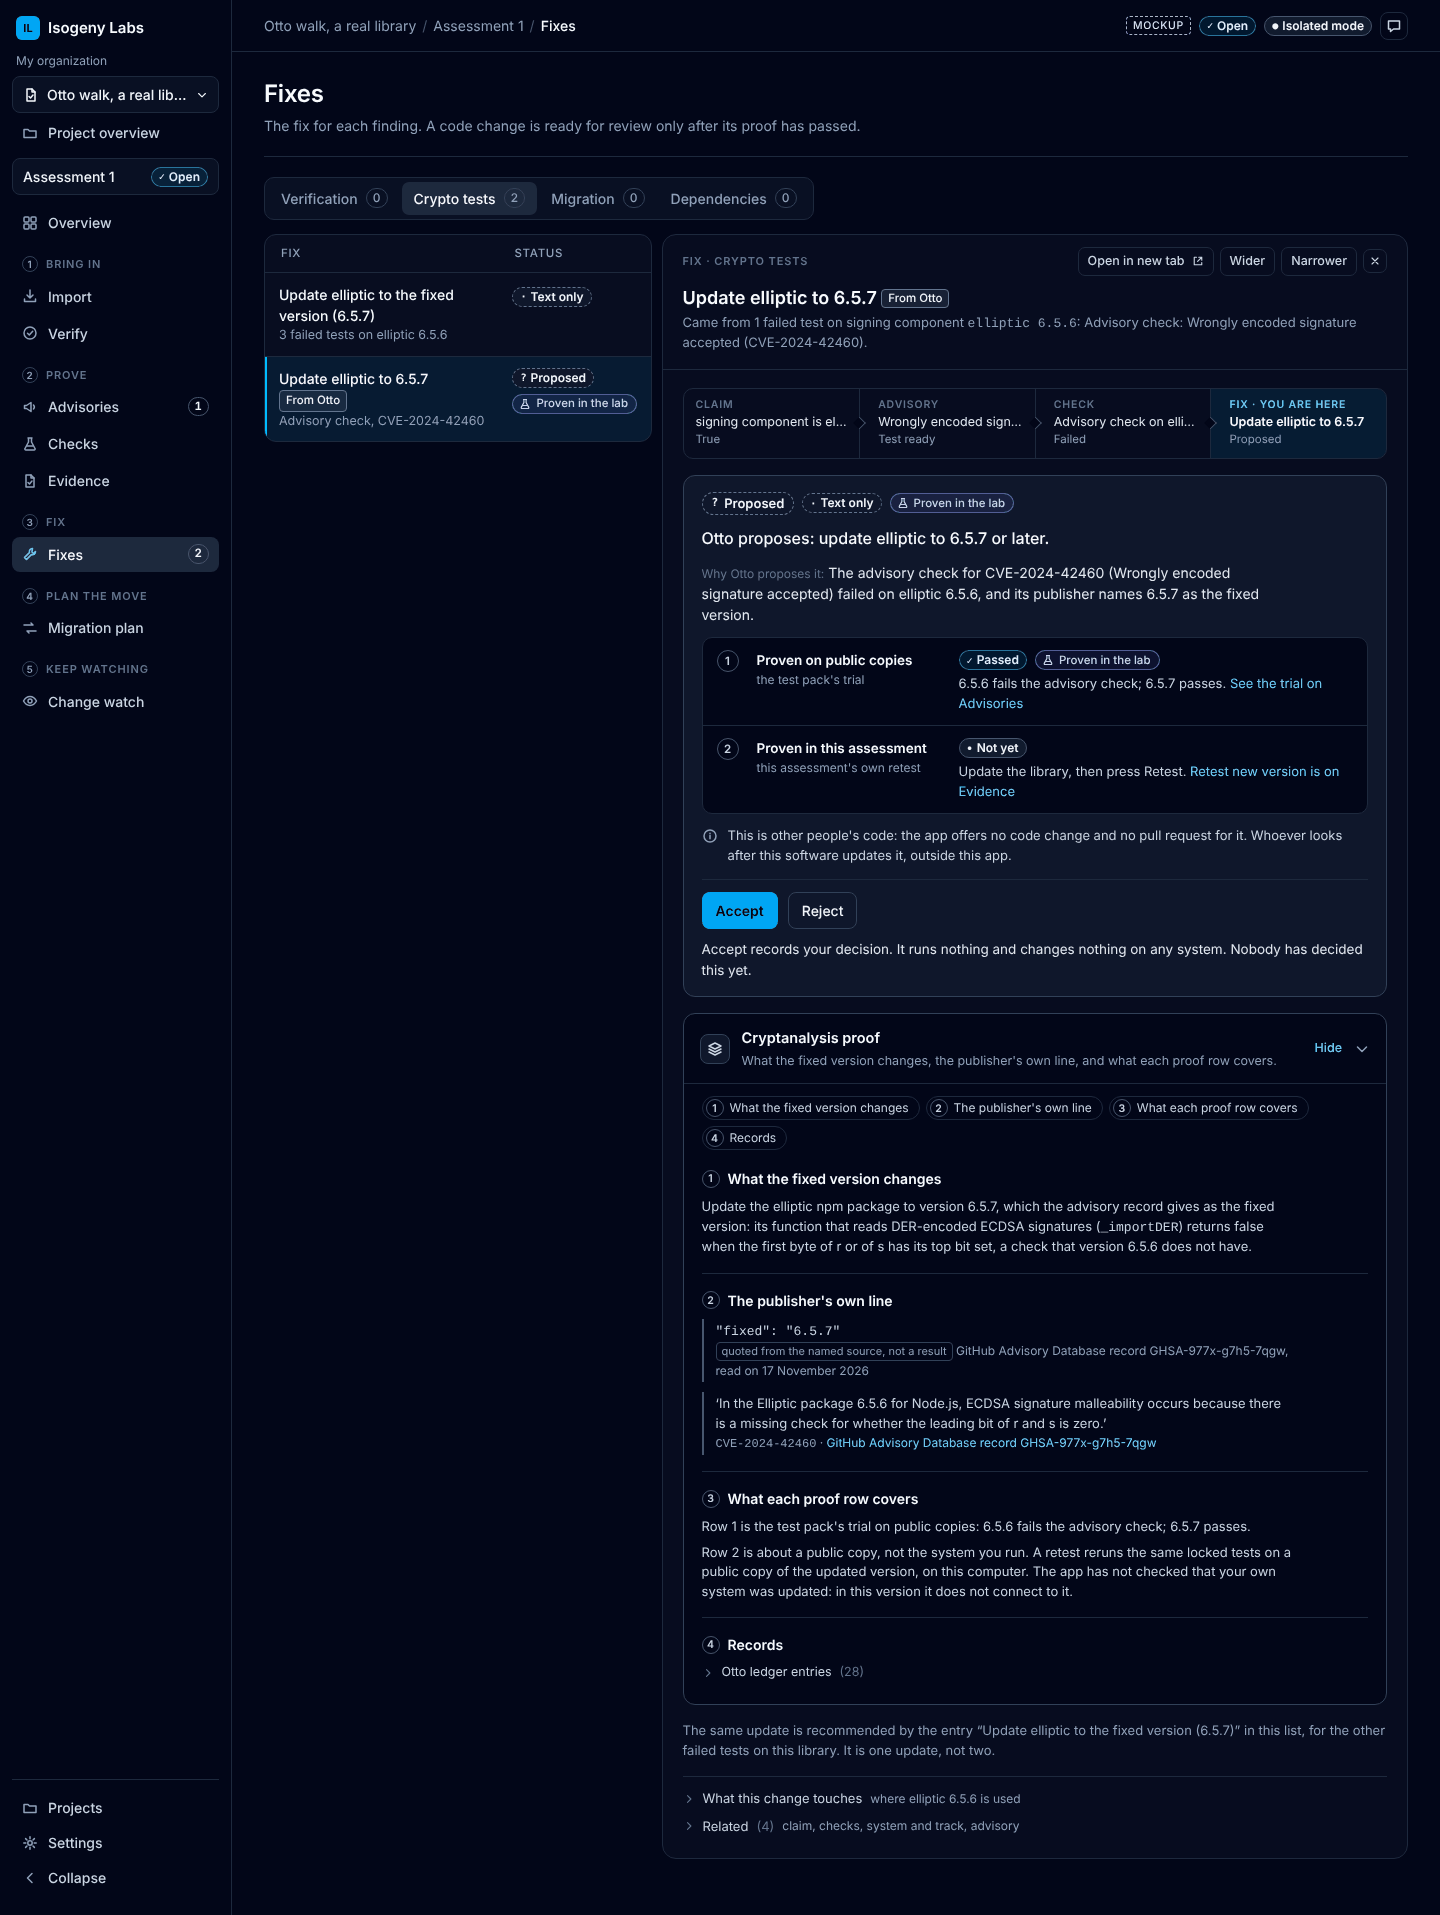 IL Isogeny Labs
My organization
Otto walk, a real lib...
Project overview
Assessment 1 ✓ Open
Overview
1 BRING IN
Import
Verify
2 PROVE
Advisories 1
Checks
Evidence
3 FIX
Fixes 2
4 PLAN THE MOVE
Migration plan
5 KEEP WATCHING
Change watch
Projects
Settings
Collapse
Otto walk, a real library / Assessment 1 / Fixes
MOCKUP ✓ Open • Isolated mode
Fixes
The fix for each finding. A code change is ready for review only after its proof has passed.
Verification 0 Crypto tests 2 Migration 0 Dependencies 0
FIX STATUS
Update elliptic to the fixed
version (6.5.7)
3 failed tests on elliptic 6.5.6
· Text only
Update elliptic to 6.5.7
From Otto
Advisory check, CVE-2024-42460
? Proposed
Proven in the lab
FIX · CRYPTO TESTS
Open in new tab Wider Narrower ×
Update elliptic to 6.5.7 From Otto
Came from 1 failed test on signing component elliptic 6.5.6: Advisory check: Wrongly encoded signature
accepted (CVE-2024-42460).
CLAIM
signing component is el...
True
ADVISORY
Wrongly encoded sign...
Test ready
CHECK
Advisory check on elli...
Failed
FIX · YOU ARE HERE
Update elliptic to 6.5.7
Proposed
? Proposed · Text only Proven in the lab
Otto proposes: update elliptic to 6.5.7 or later.
Why Otto proposes it: The advisory check for CVE-2024-42460 (Wrongly encoded
signature accepted) failed on elliptic 6.5.6, and its publisher names 6.5.7 as the fixed
version.
1 Proven on public copies
the test pack's trial
✓ Passed Proven in the lab
6.5.6 fails the advisory check; 6.5.7 passes. See the trial on
Advisories
2 Proven in this assessment
this assessment's own retest
• Not yet
Update the library, then press Retest. Retest new version is on
Evidence
This is other people's code: the app offers no code change and no pull request for it. Whoever looks
after this software updates it, outside this app.
Accept Reject
Accept records your decision. It runs nothing and changes nothing on any system. Nobody has decided
this yet.
Cryptanalysis proof
What the fixed version changes, the publisher's own line, and what each proof row covers.
Hide
1 What the fixed version changes 2 The publisher's own line 3 What each proof row covers
4 Records
1 What the fixed version changes
Update the elliptic npm package to version 6.5.7, which the advisory record gives as the fixed
version: its function that reads DER-encoded ECDSA signatures (_importDER) returns false
when the first byte of r or of s has its top bit set, a check that version 6.5.6 does not have.
2 The publisher's own line
"fixed": "6.5.7"
quoted from the named source, not a result GitHub Advisory Database record GHSA-977x-g7h5-7qgw,
read on 17 November 2026
‘In the Elliptic package 6.5.6 for Node.js, ECDSA signature malleability occurs because there
is a missing check for whether the leading bit of r and s is zero.’
CVE-2024-42460 · GitHub Advisory Database record GHSA-977x-g7h5-7qgw
3 What each proof row covers
Row 1 is the test pack's trial on public copies: 6.5.6 fails the advisory check; 6.5.7 passes.
Row 2 is about a public copy, not the system you run. A retest reruns the same locked tests on a
public copy of the updated version, on this computer. The app has not checked that your own
system was updated: in this version it does not connect to it.
4 Records
Otto ledger entries (28)
The same update is recommended by the entry “Update elliptic to the fixed version (6.5.7)” in this list, for the other
failed tests on this library. It is one update, not two.
What this change touches where elliptic 6.5.6 is used
Related (4) claim, checks, system and track, advisory